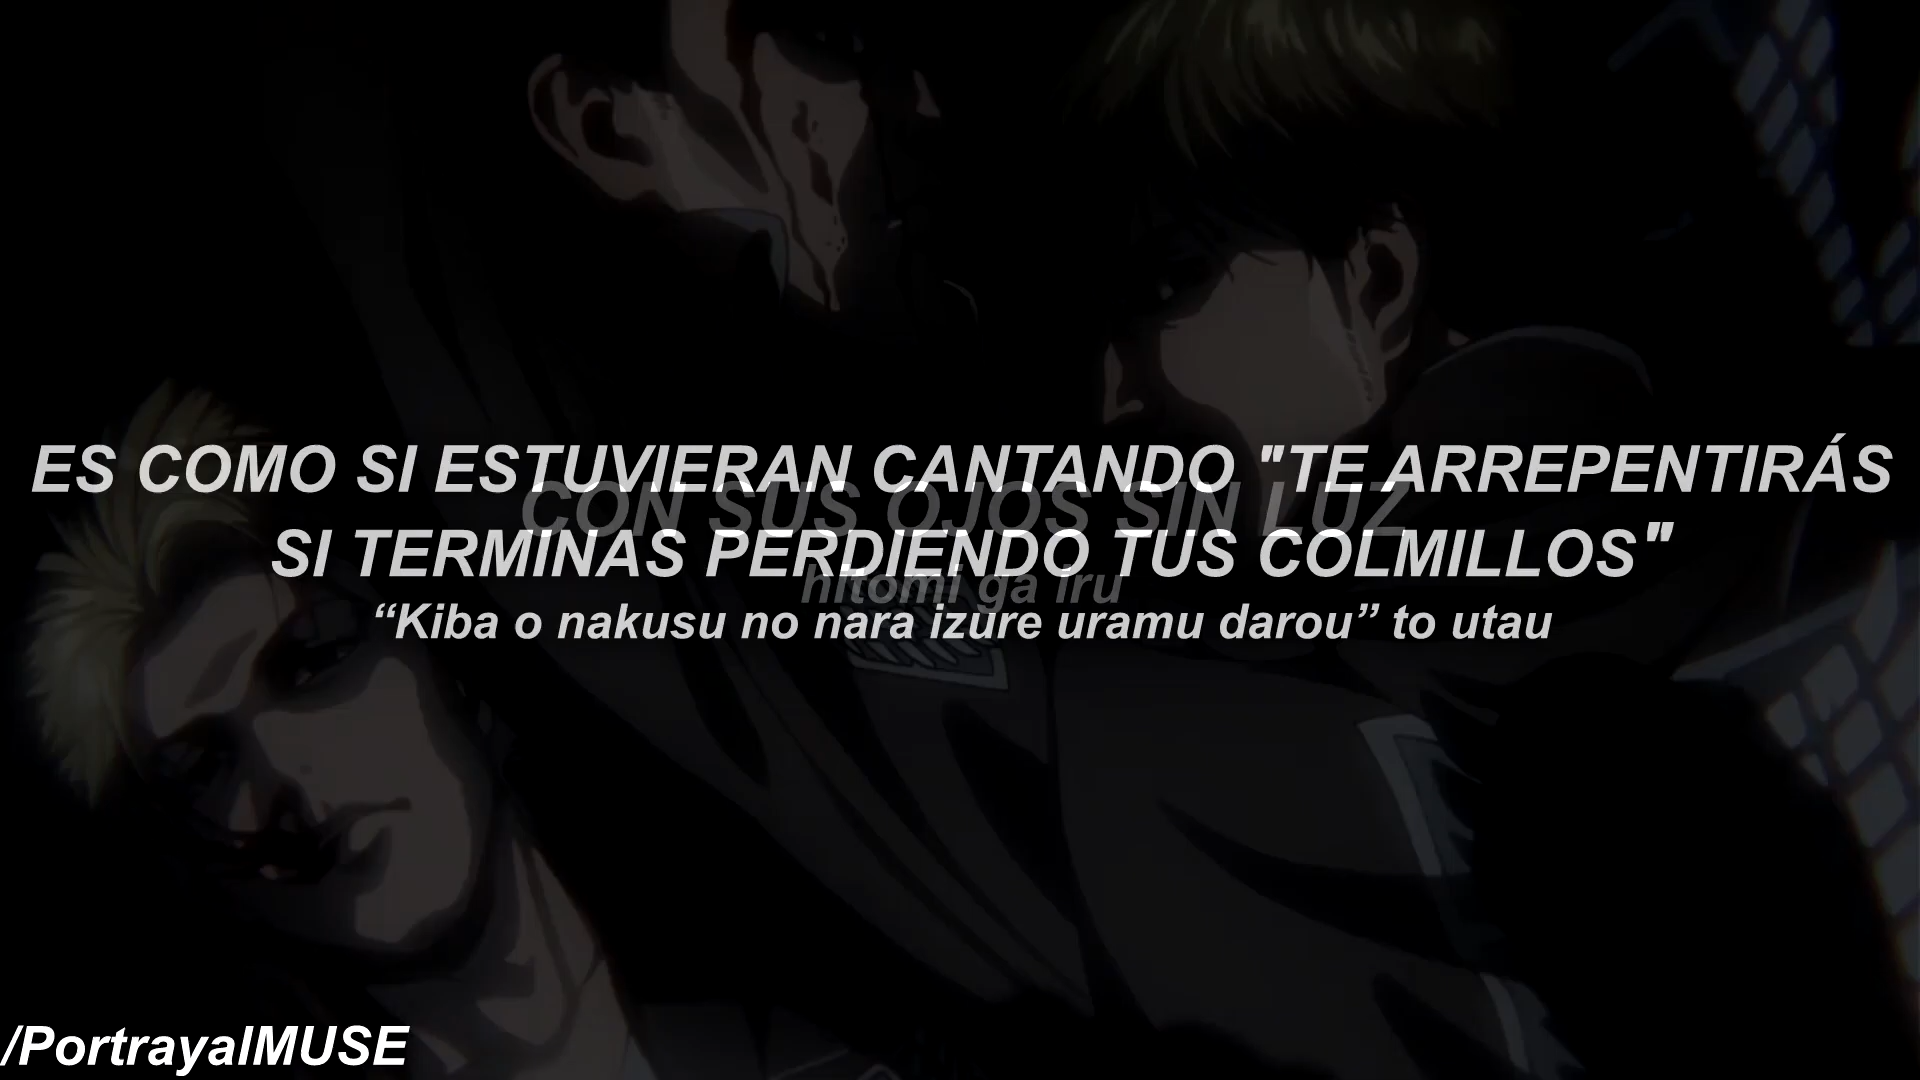 ES COMO SI ESTUVIERAN CANTANDO "TE ARREPENTIRÁS
CON SUS OJOS SIN LUZ
SI TERMINAS PERDIENDO TUS COLMILLOS"
hitomi ga iru
“Kiba o nakusu no nara izure uramu darou” to utau
/PortrayalMUSE